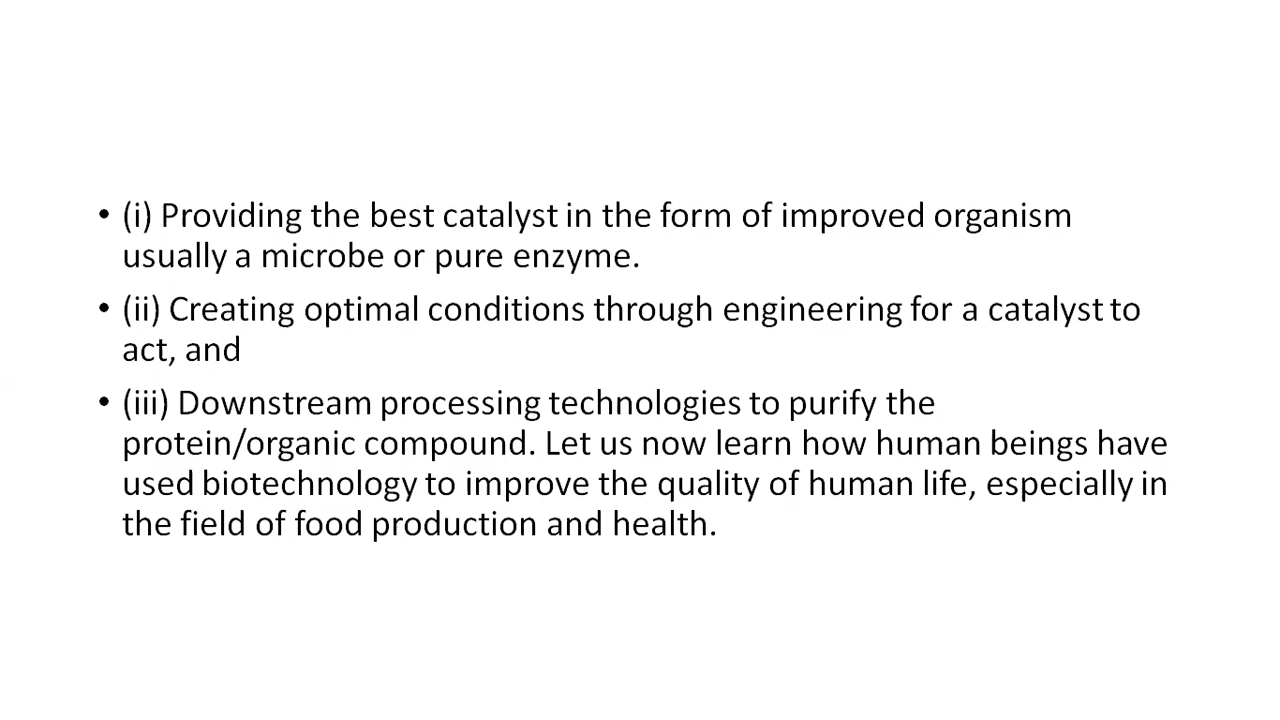 • (i) Providing the best catalyst in the form of improved organism
usually a microbe or pure enzyme.
• (ii) Creating optimal conditions through engineering for a catalyst to
act, and
• (iii) Downstream processing technologies to purify the
protein/organic compound. Let us now learn how human beings have
used biotechnology to improve the quality of human life, especially in
the field of food production and health.